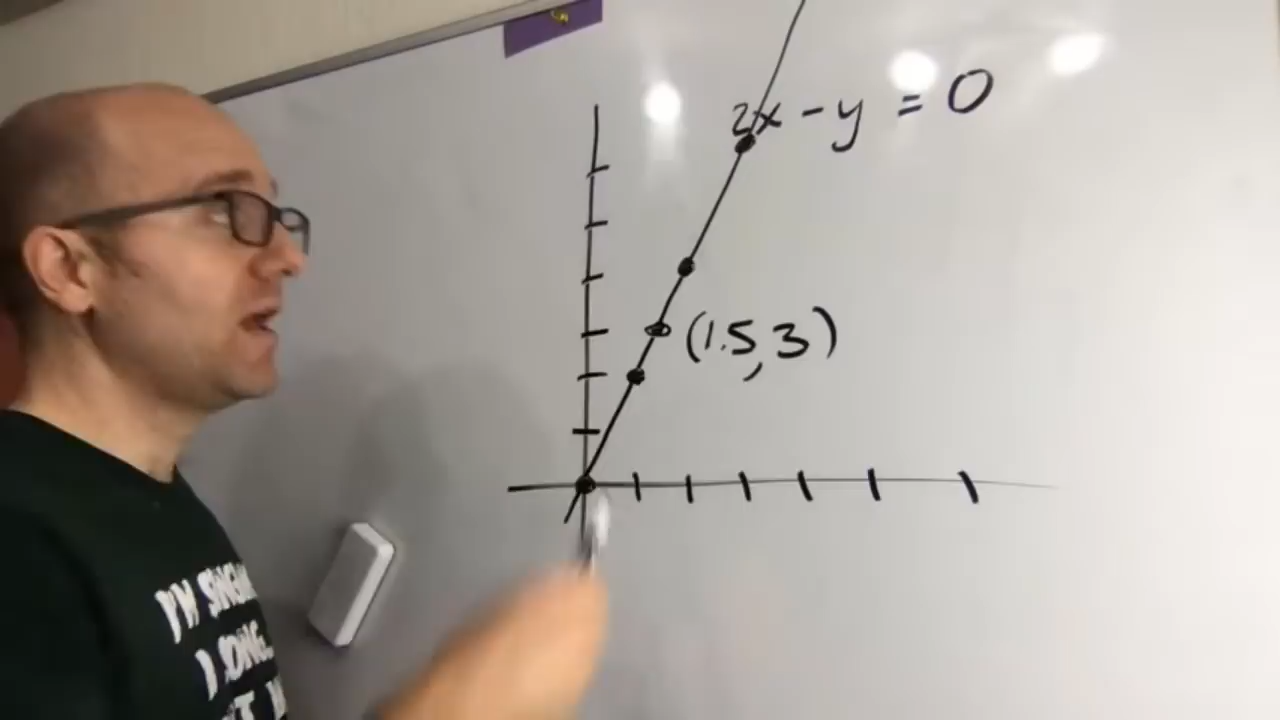 2x - y = 0
(1.5, 3)
I'M
I